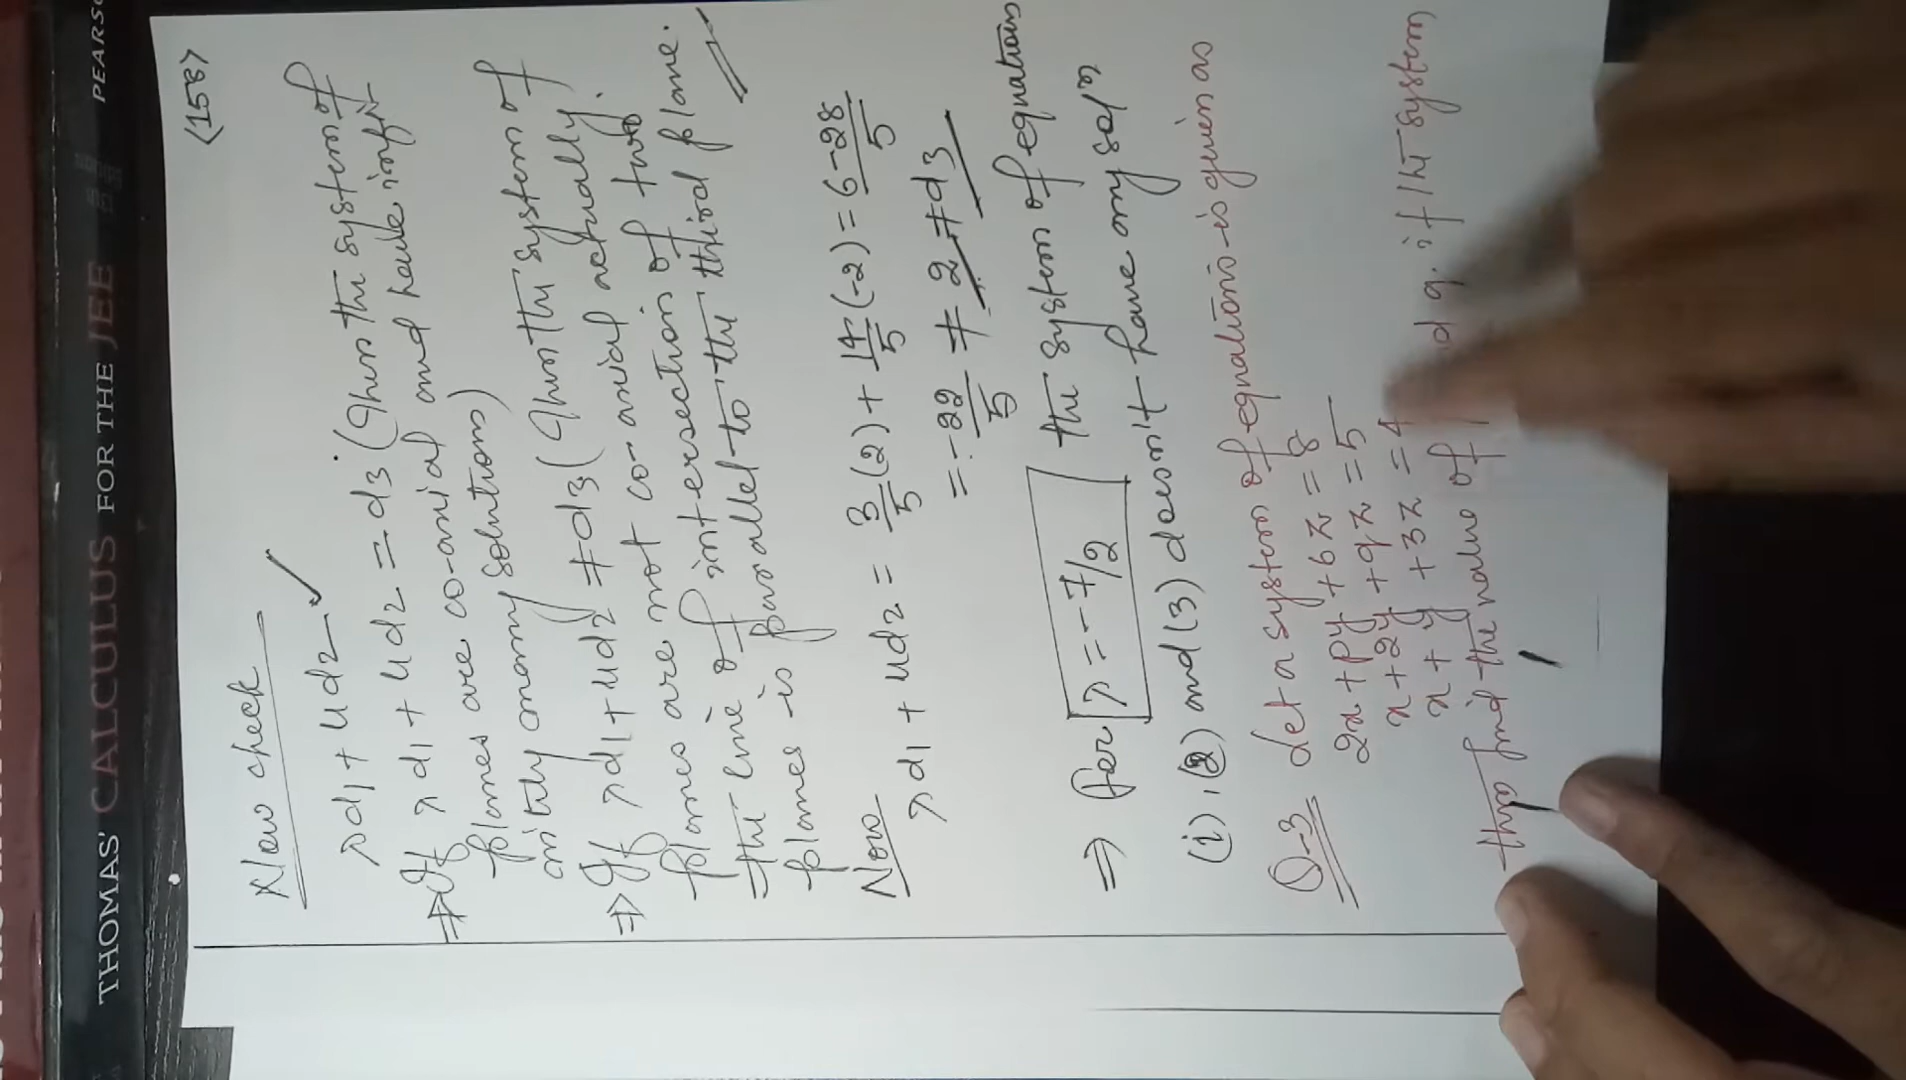 THOMAS' CALCULUS FOR THE JEE PEARSO
<158>
Now check
λd1 + μd2
⇒ If λd1 + μd2 = d3 (Then the system of
planes are co-axial and have infin-
initely many solutions)
⇒ If λd1 + μd2 ≠ d3 (Then the system of
planes are not co-axial actually.
the line of intersection of two
planes is parallel to the third plane.
Now
λd1 + μd2 = 3/5 (2) + 14/5 (-2) = 6-28/5
= -22/5 ≠ 2 ≠ d3
⇒ for λ = -7/2 the system of equations
(i), (2) and (3) doesn't have any sol n
Q-3 Let a system of equations is given as
2x + py + 6z = 8
x + 2y + qz = 5
x + y + 3z = 4
then find the value of d q. if the system